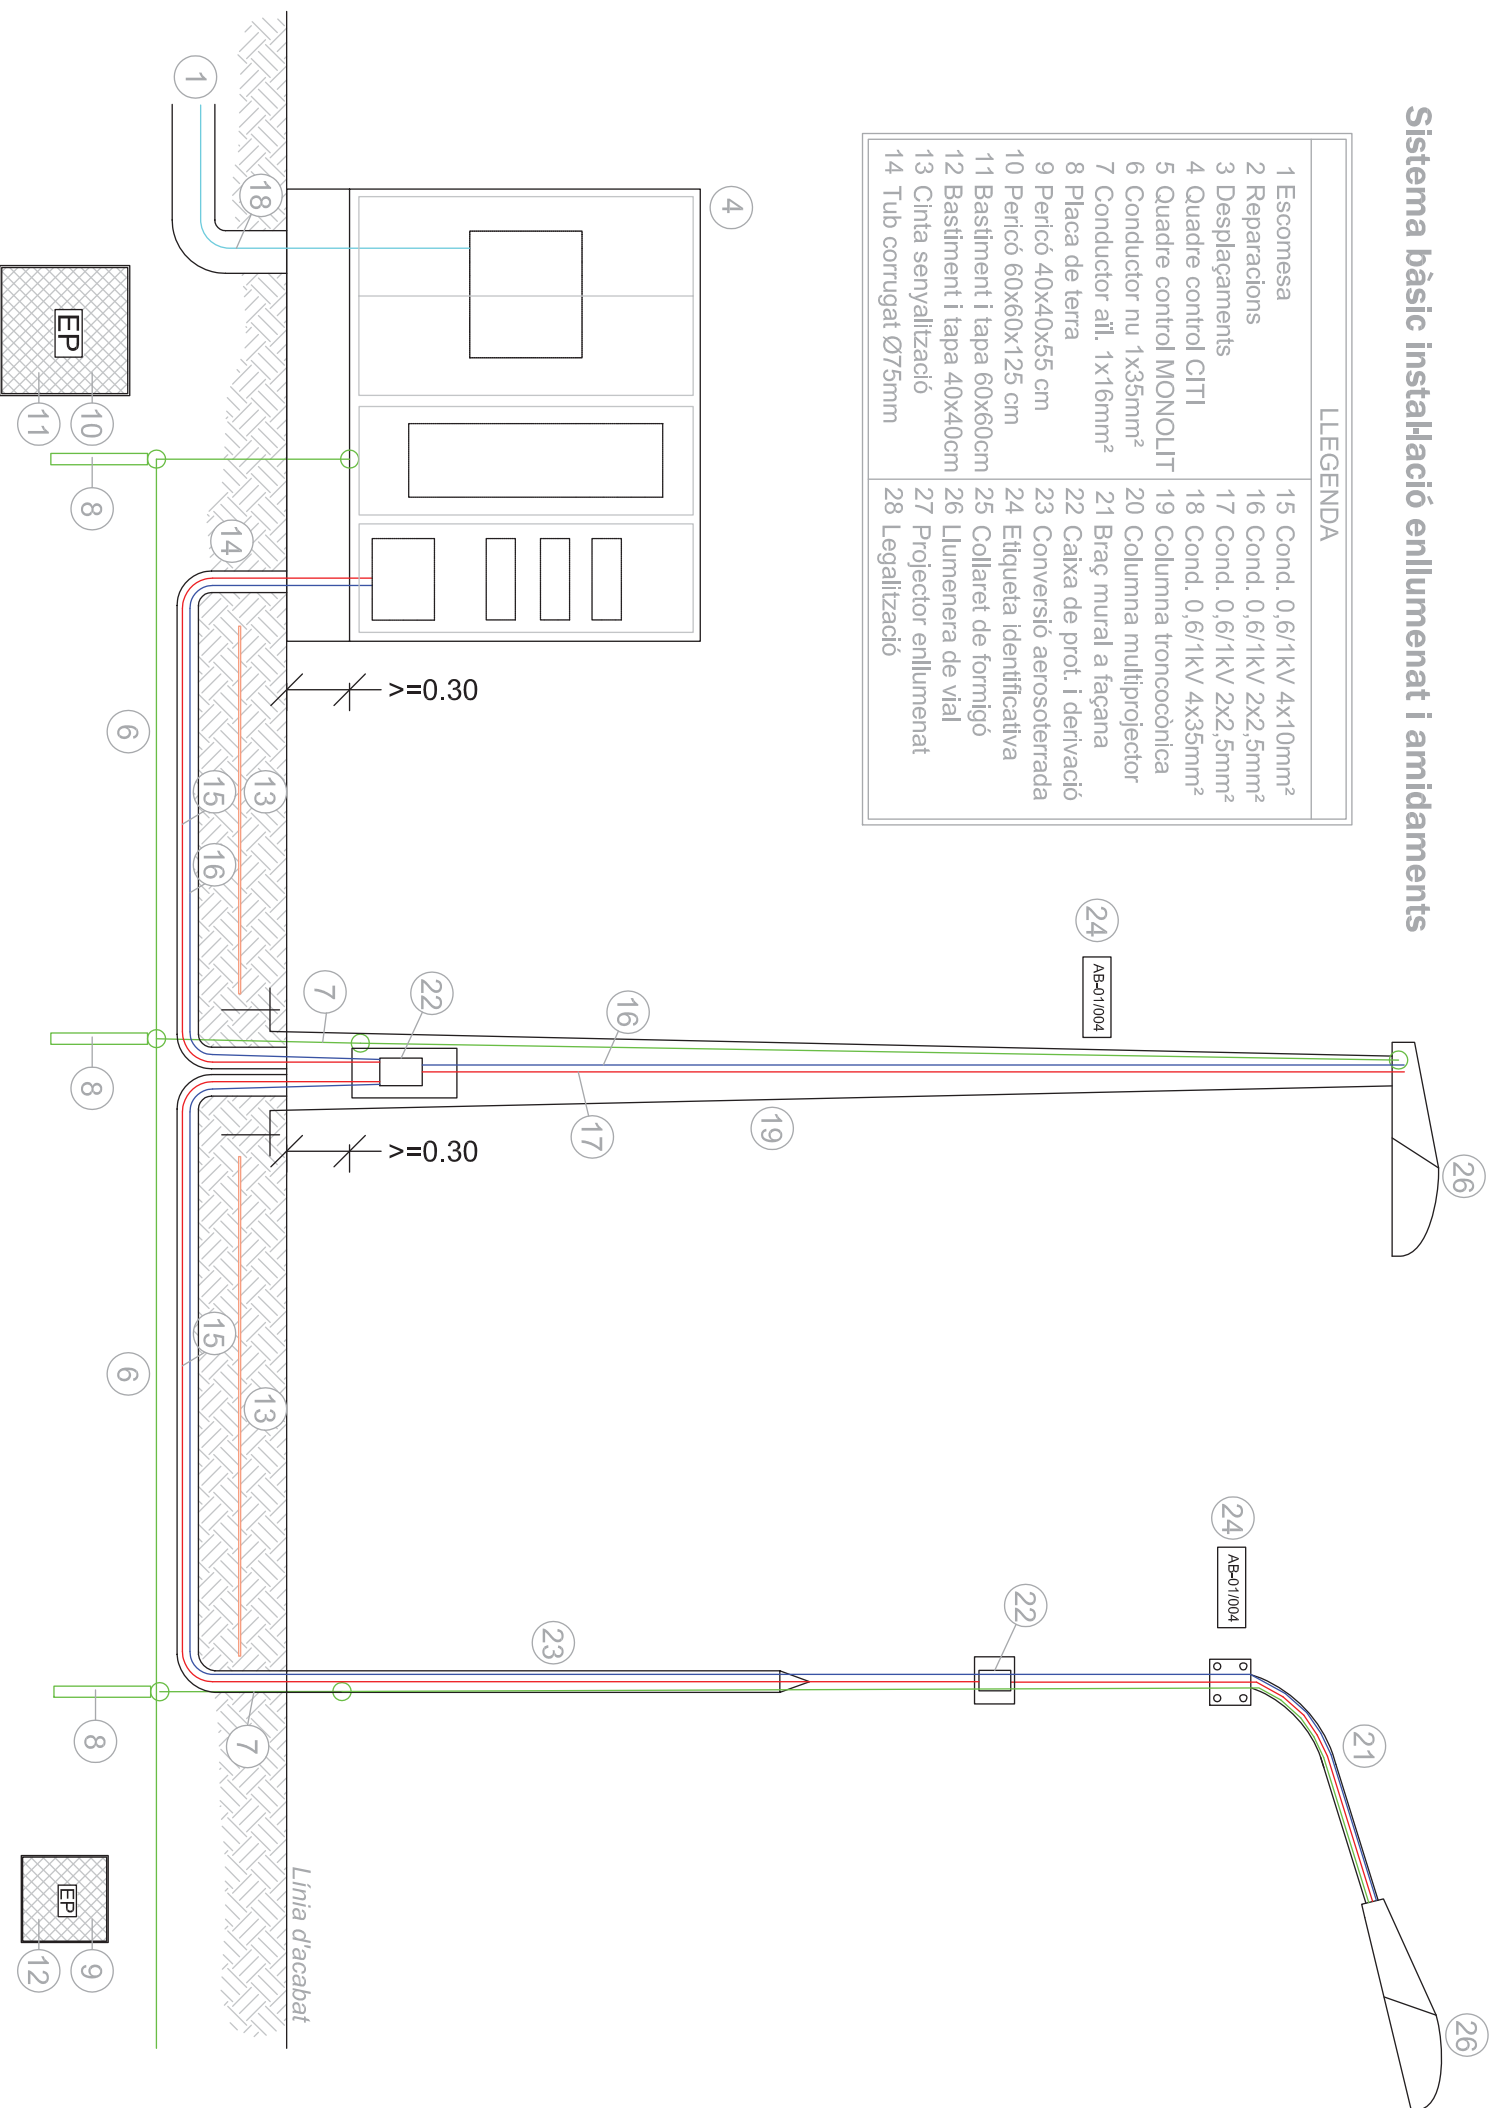 Sistema bàsic instal·lació enllumenat i amidaments
LLEGENDA
1 Escomesa
2 Reparacions
3 Desplaçaments
4 Quadre control CITI
5 Quadre control MONOLIT
6 Conductor nu 1x35mm²
7 Conductor aïll. 1x16mm²
8 Placa de terra
9 Pericó 40x40x55 cm
10 Pericó 60x60x125 cm
11 Bastiment i tapa 60x60cm
12 Bastiment i tapa 40x40cm
13 Cinta senyalització
14 Tub corrugat Ø75mm
15 Cond. 0,6/1kV 4x10mm²
16 Cond. 0,6/1kV 2x2,5mm²
17 Cond. 0,6/1kV 2x2,5mm²
18 Cond. 0,6/1kV 4x35mm²
19 Columna troncocònica
20 Columna multiprojector
21 Braç mural a façana
22 Caixa de prot. i derivació
23 Conversió aerosoterrada
24 Etiqueta identificativa
25 Collaret de formigó
26 Llumenera de vial
27 Projector enllumenat
28 Legalització
26
26
24
AB-01/004
24
AB-01/004
21
4
16
17
19
22
23
22
>=0.30
>=0.30
7
Línia d'acabat
1
18
14
13
15
16
15
13
7
6
6
EP
10
11
8
8
8
EP
9
12